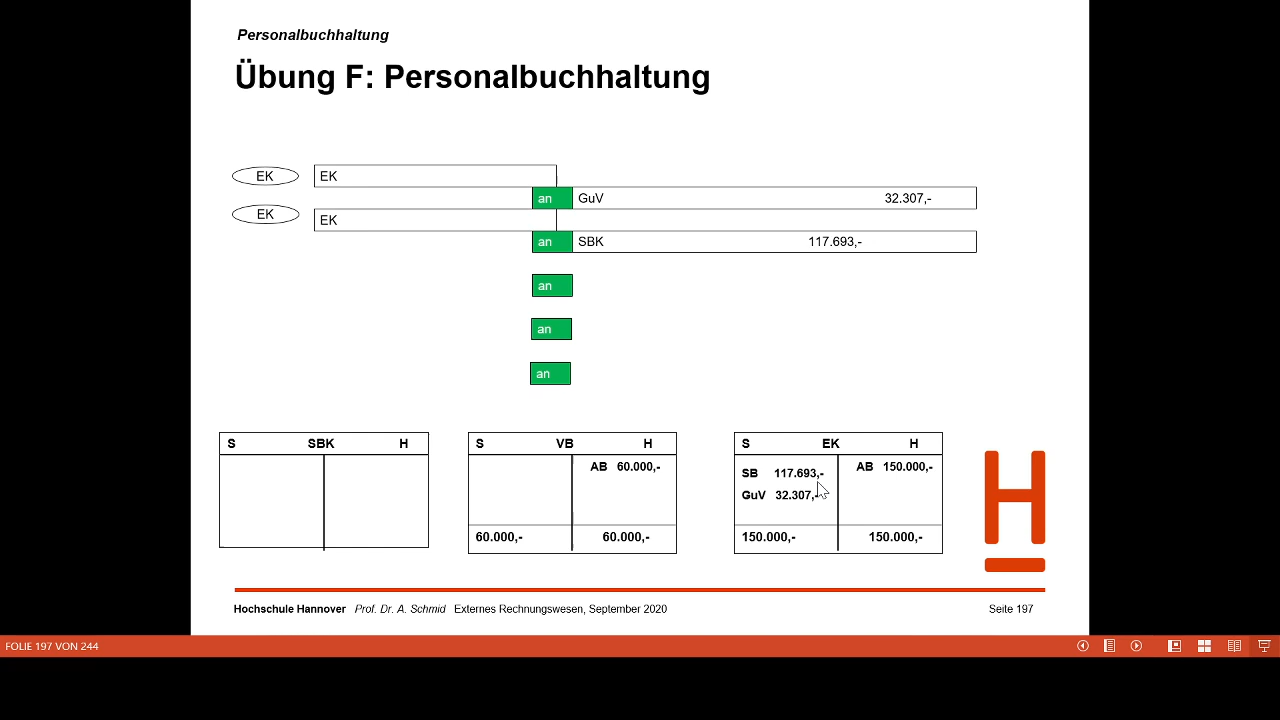 Personalbuchhaltung
Übung F: Personalbuchhaltung
EK EK
an GuV 32.307,-
EK EK
an SBK 117.693,-
an
an
an
S SBK H
S VB H
AB 60.000,-
60.000,- 60.000,-
S EK H
SB 117.693,- AB 150.000,-
GuV 32.307,-
150.000,- 150.000,-
H
Hochschule Hannover Prof. Dr. A. Schmid Externes Rechnungswesen, September 2020 Seite 197
FOLIE 197 VON 244